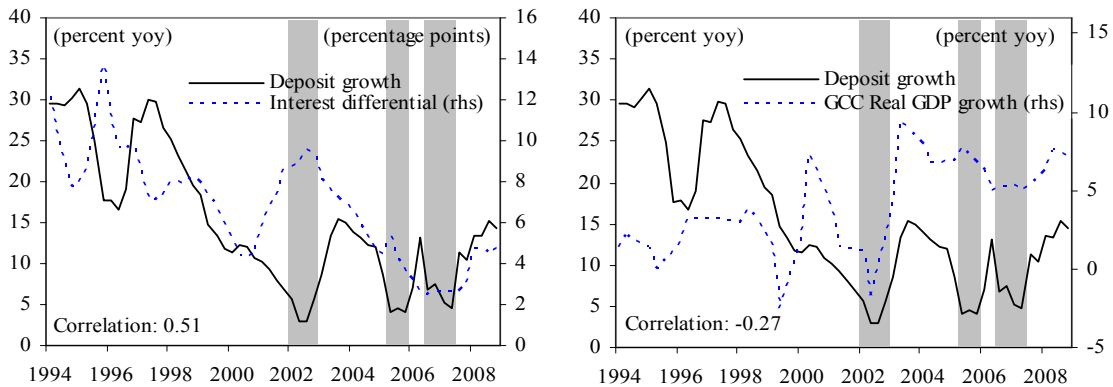 40
35
30
25
20
15
10
5
0
(percent yoy)
(percentage points)
Deposit growth
Interest differential (rhs)
Correlation: 0.51
16
14
12
10
8
6
4
2
0
1994 1996 1998 2000 2002 2004 2006 2008
40
35
30
25
20
15
10
5
0
(percent yoy)
(percent yoy)
Deposit growth
GCC Real GDP growth (rhs)
Correlation: -0.27
15
10
5
0
-5
1994 1996 1998 2000 2002 2004 2006 2008